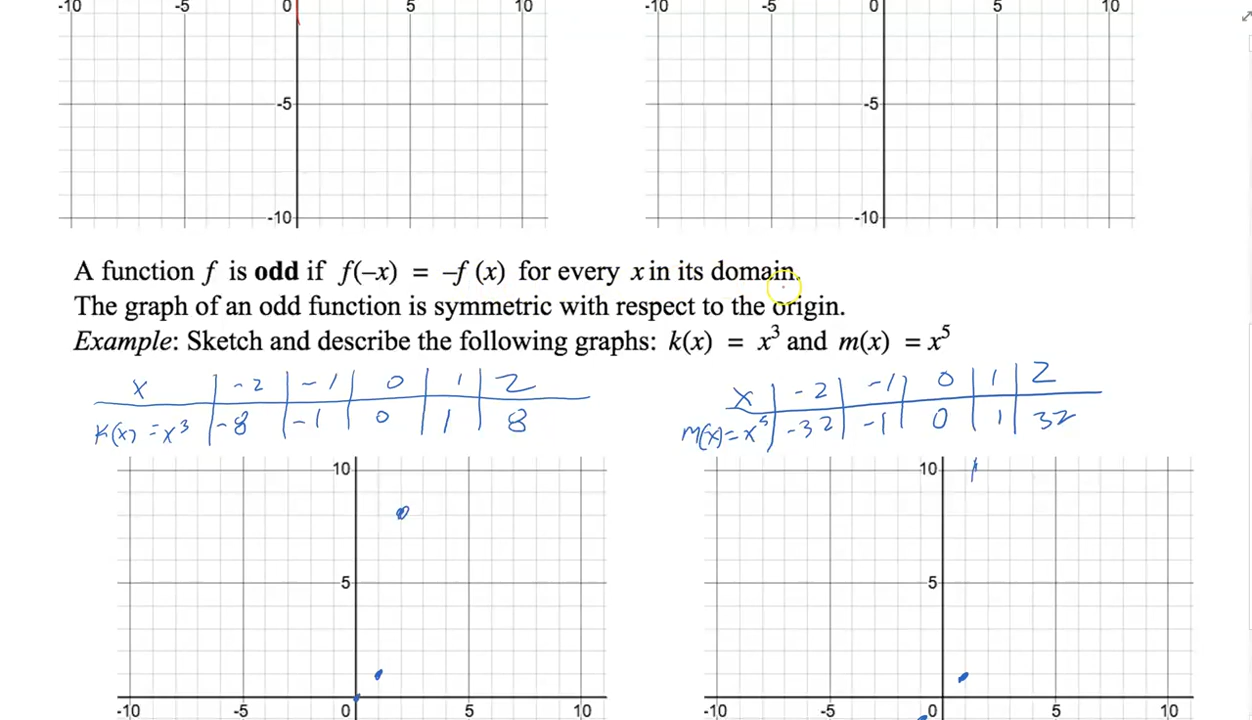 -10 -5 0 5 10 -10 -5 0 5 10
-5 -5
-10 -10
A function f is odd if f(–x) = –f (x) for every x in its domain.
The graph of an odd function is symmetric with respect to the origin.
Example: Sketch and describe the following graphs: k(x) = x³ and m(x) = x⁵
x -2 -1 0 1 2
k(x) = x³ -8 -1 0 1 8
x -2 -1 0 1 2
m(x) = x⁵ -32 -1 0 1 32
10 10
5 5
-10 -5 0 5 10 -10 -5 0 5 10